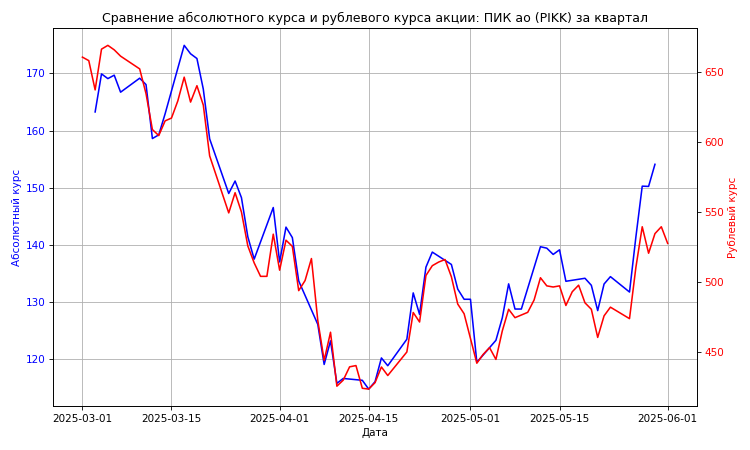 Сравнение абсолютного курса и рублевого курса акции: ПИК ао (PIKK) за квартал
Абсолютный курс
170
160
150
140
130
120
650
600
550
500
450
Рублевый курс
2025-03-01 2025-03-15 2025-04-01 2025-04-15 2025-05-01 2025-05-15 2025-06-01
Дата